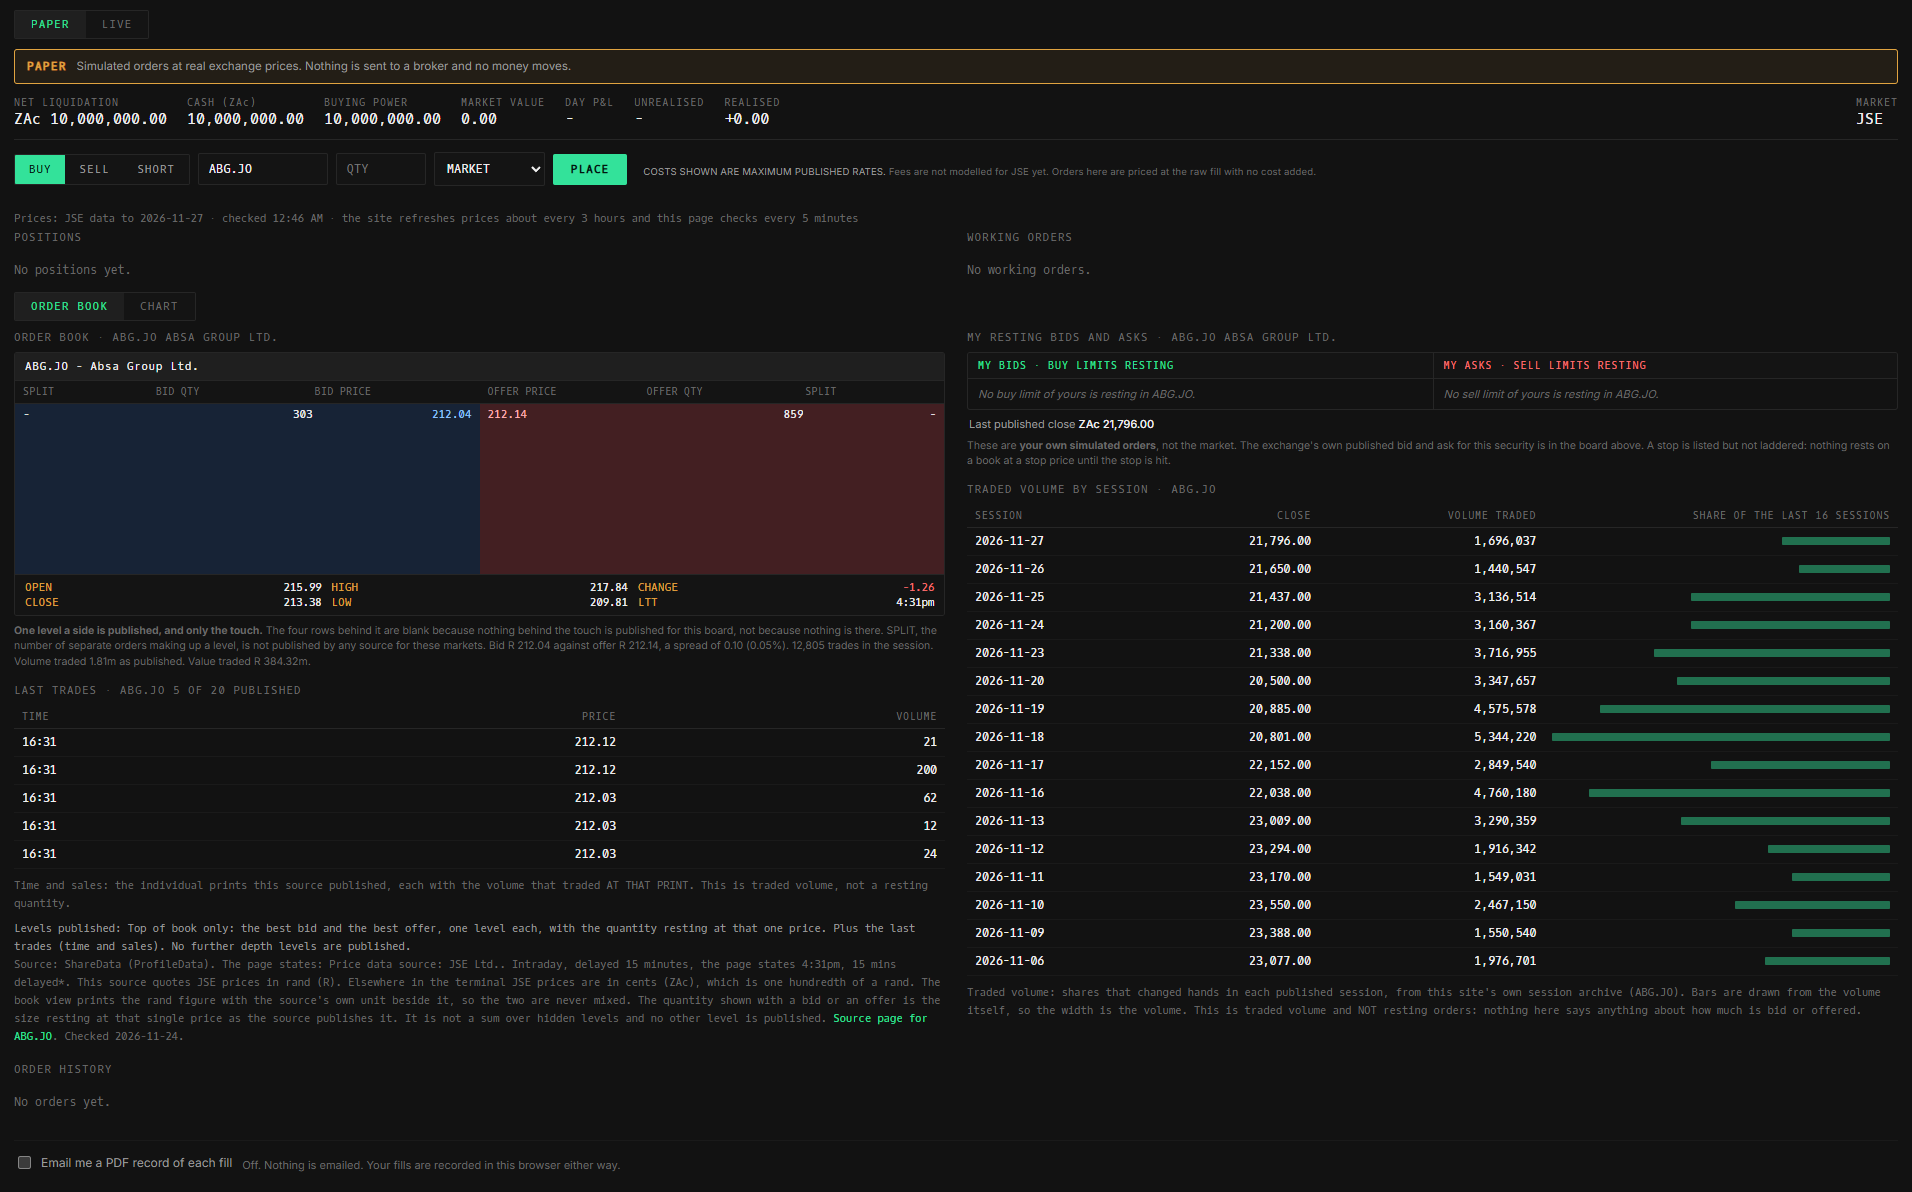 PAPER LIVE
PAPER Simulated orders at real exchange prices. Nothing is sent to a broker and no money moves.
NET LIQUIDATION CASH (ZAc) BUYING POWER MARKET VALUE DAY P&L UNREALISED REALISED MARKET
ZAc 10,000,000.00 10,000,000.00 10,000,000.00 0.00 – – +0.00 JSE
BUY SELL SHORT ABG.JO QTY MARKET PLACE COSTS SHOWN ARE MAXIMUM PUBLISHED RATES. Fees are not modelled for JSE yet. Orders here are priced at the raw fill with no cost added.
Prices: JSE data to 2026-11-27 · checked 12:46 AM · the site refreshes prices about every 3 hours and this page checks every 5 minutes
POSITIONS
No positions yet.
WORKING ORDERS
No working orders.
ORDER BOOK CHART
ORDER BOOK · ABG.JO ABSA GROUP LTD.
ABG.JO – Absa Group Ltd.
SPLIT BID QTY BID PRICE OFFER PRICE OFFER QTY SPLIT
– 303 212.04 212.14 859 –
OPEN 215.99 HIGH 217.84 CHANGE -1.26
CLOSE 213.38 LOW 209.81 LTT 4:31pm
One level a side is published, and only the touch. The four rows behind it are blank because nothing behind the touch is published for this board, not because nothing is there. SPLIT, the
number of separate orders making up a level, is not published by any source for these markets. Bid R 212.04 against offer R 212.14, a spread of 0.10 (0.05%). 12,805 trades in the session.
Volume traded 1.81m as published. Value traded R 384.32m.
LAST TRADES · ABG.JO 5 OF 20 PUBLISHED
TIME PRICE VOLUME
16:31 212.12 21
16:31 212.12 200
16:31 212.03 62
16:31 212.03 12
16:31 212.03 24
Time and sales: the individual prints this source published, each with the volume that traded AT THAT PRINT. This is traded volume, not a resting
quantity.
Levels published: Top of book only: the best bid and the best offer, one level each, with the quantity resting at that one price. Plus the last
trades (time and sales). No further depth levels are published.
Source: ShareData (ProfileData). The page states: Price data source: JSE Ltd.. Intraday, delayed 15 minutes, the page states 4:31pm, 15 mins
delayed*. This source quotes JSE prices in rand (R). Elsewhere in the terminal JSE prices are in cents (ZAc), which is one hundredth of a rand. The
book view prints the rand figure with the source's own unit beside it, so the two are never mixed. The quantity shown with a bid or an offer is the
size resting at that single price as the source publishes it. It is not a sum over hidden levels and no other level is published. Source page for
ABG.JO. Checked 2026-11-24.
ORDER HISTORY
No orders yet.
MY RESTING BIDS AND ASKS · ABG.JO ABSA GROUP LTD.
MY BIDS · BUY LIMITS RESTING MY ASKS · SELL LIMITS RESTING
No buy limit of yours is resting in ABG.JO. No sell limit of yours is resting in ABG.JO.
Last published close ZAc 21,796.00
These are your own simulated orders, not the market. The exchange's own published bid and ask for this security is in the board above. A stop is listed but not laddered: nothing rests on
a book at a stop price until the stop is hit.
TRADED VOLUME BY SESSION · ABG.JO
SESSION CLOSE VOLUME TRADED SHARE OF THE LAST 16 SESSIONS
2026-11-27 21,796.00 1,696,037
2026-11-26 21,650.00 1,440,547
2026-11-25 21,437.00 3,136,514
2026-11-24 21,200.00 3,160,367
2026-11-23 21,338.00 3,716,955
2026-11-20 20,500.00 3,347,657
2026-11-19 20,885.00 4,575,578
2026-11-18 20,801.00 5,344,220
2026-11-17 22,152.00 2,849,540
2026-11-16 22,038.00 4,760,180
2026-11-13 23,009.00 3,290,359
2026-11-12 23,294.00 1,916,342
2026-11-11 23,170.00 1,549,031
2026-11-10 23,550.00 2,467,150
2026-11-09 23,388.00 1,550,540
2026-11-06 23,077.00 1,976,701
Traded volume: shares that changed hands in each published session, from this site's own session archive (ABG.JO). Bars are drawn from the volume
itself, so the width is the volume. This is traded volume and NOT resting orders: nothing here says anything about how much is bid or offered.
Email me a PDF record of each fill Off. Nothing is emailed. Your fills are recorded in this browser either way.